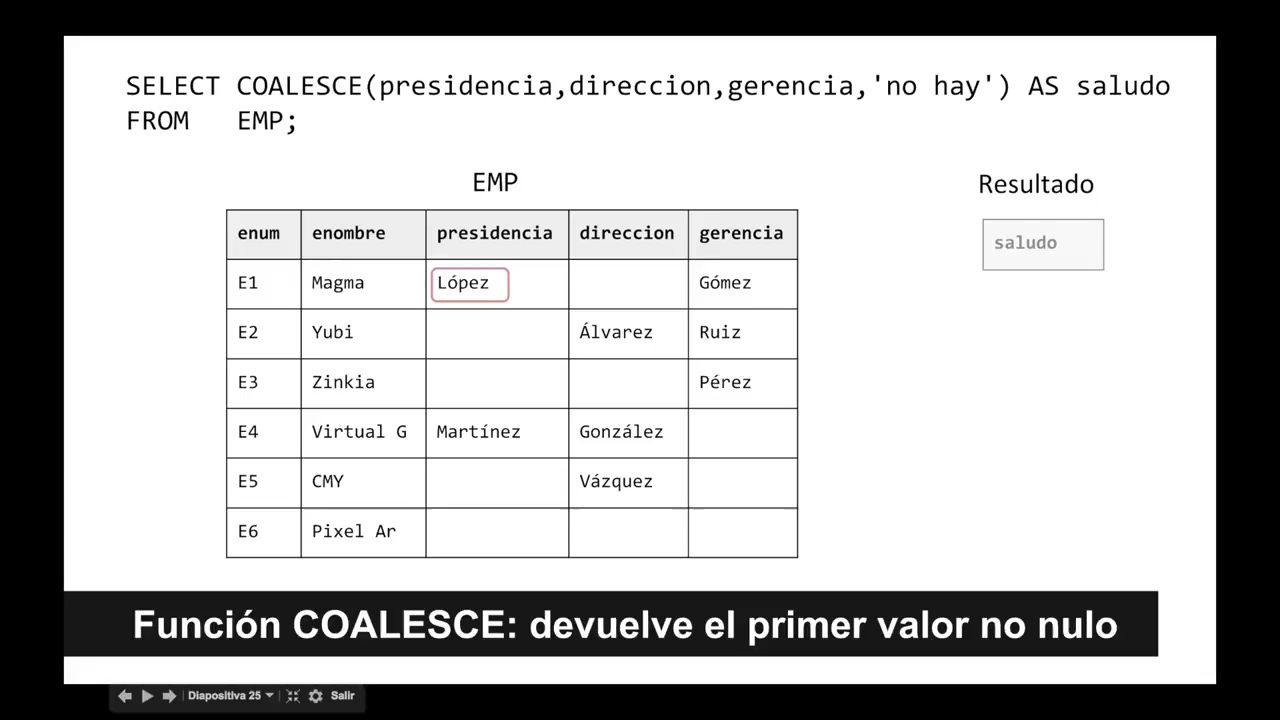 SELECT COALESCE(presidencia,direccion,gerencia,'no hay') AS saludo
FROM EMP;
EMP
Resultado
enum enombre presidencia direccion gerencia
saludo
E1 Magma López Gómez
E2 Yubi Álvarez Ruiz
E3 Zinkia Pérez
E4 Virtual G Martínez González
E5 CMY Vázquez
E6 Pixel Ar
Función COALESCE: devuelve el primer valor no nulo
Diapositiva 25 Salir